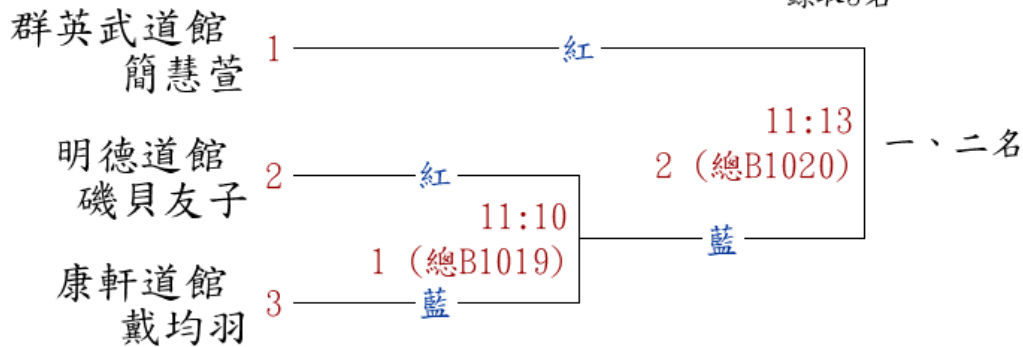 群英武道館
簡慧萱
1
紅
11:13
2 (總B1020)
一、二名
明德道館
磯貝友子
2
紅
11:10
1 (總B1019)
藍
康軒道館
戴均羽
3
藍